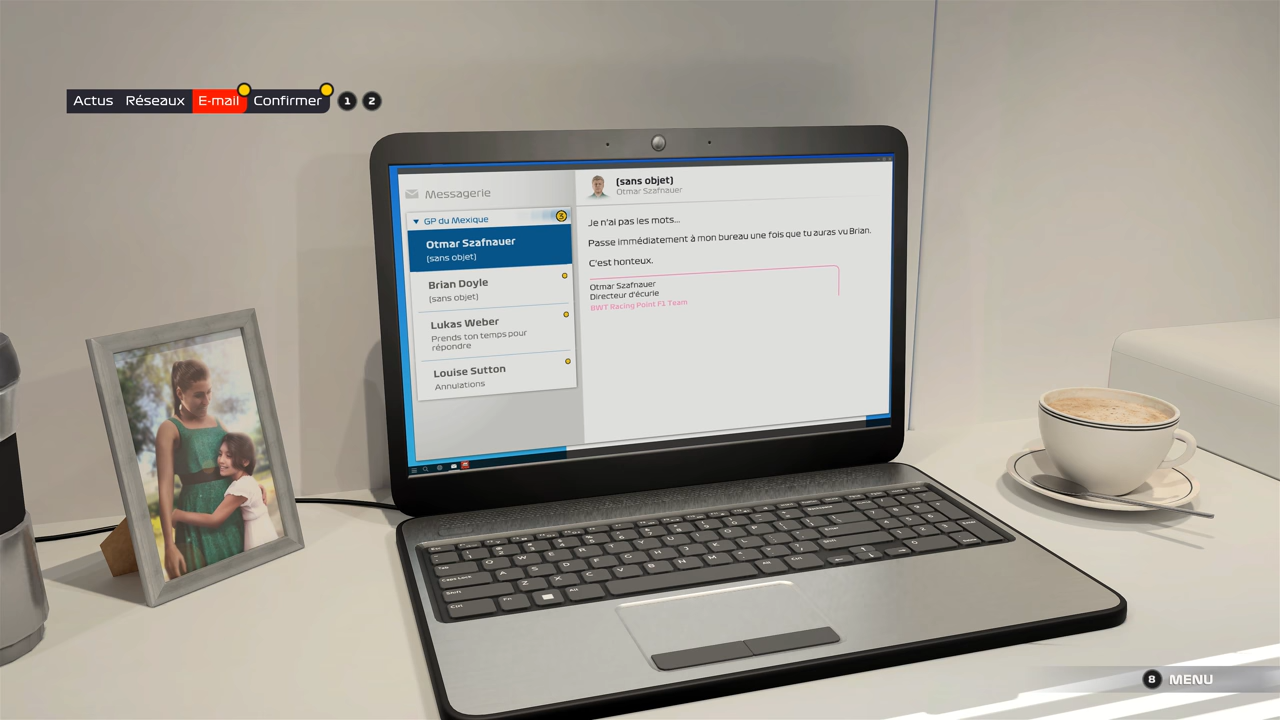 Actus Réseaux E-mail Confirmer 1 2
Messagerie
GP du Mexique
Otmar Szafnauer
(sans objet)
Brian Doyle
(sans objet)
Lukas Weber
Prends ton temps pour
répondre
Louise Sutton
Annulations
(sans objet)
Otmar Szafnauer
Je n'ai pas les mots...
Passe immédiatement à mon bureau une fois que tu auras vu Brian.
C'est honteux.
Otmar Szafnauer
Directeur d'écurie
BWT Racing Point F1 Team
8 MENU